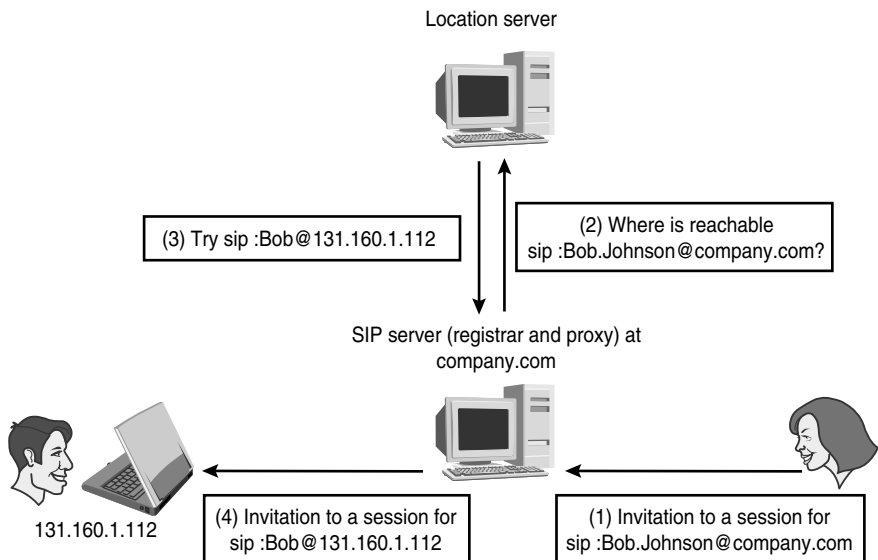 Location server
(3) Try sip :Bob@131.160.1.112
(2) Where is reachable
sip :Bob.Johnson@company.com?
SIP server (registrar and proxy) at
company.com
131.160.1.112
(4) Invitation to a session for
sip :Bob@131.160.1.112
(1) Invitation to a session for
sip :Bob.Johnson@company.com